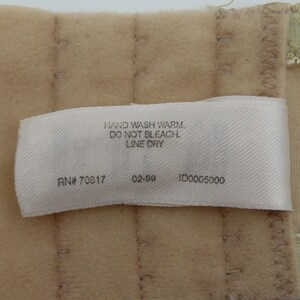 HAND WASH WARM.
DO NOT BLEACH.
LINE DRY
RN# 70817 02-99 ID0005000